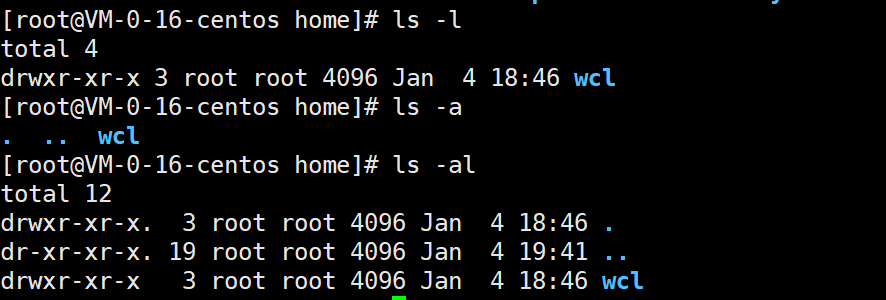 [root@VM-0-16-centos home]# ls -l
total 4
drwxr-xr-x 3 root root 4096 Jan  4 18:46 wcl
[root@VM-0-16-centos home]# ls -a
.  ..  wcl
[root@VM-0-16-centos home]# ls -al
total 12
drwxr-xr-x.  3 root root 4096 Jan  4 18:46 .
dr-xr-xr-x. 19 root root 4096 Jan  4 19:41 ..
drwxr-xr-x   3 root root 4096 Jan  4 18:46 wcl